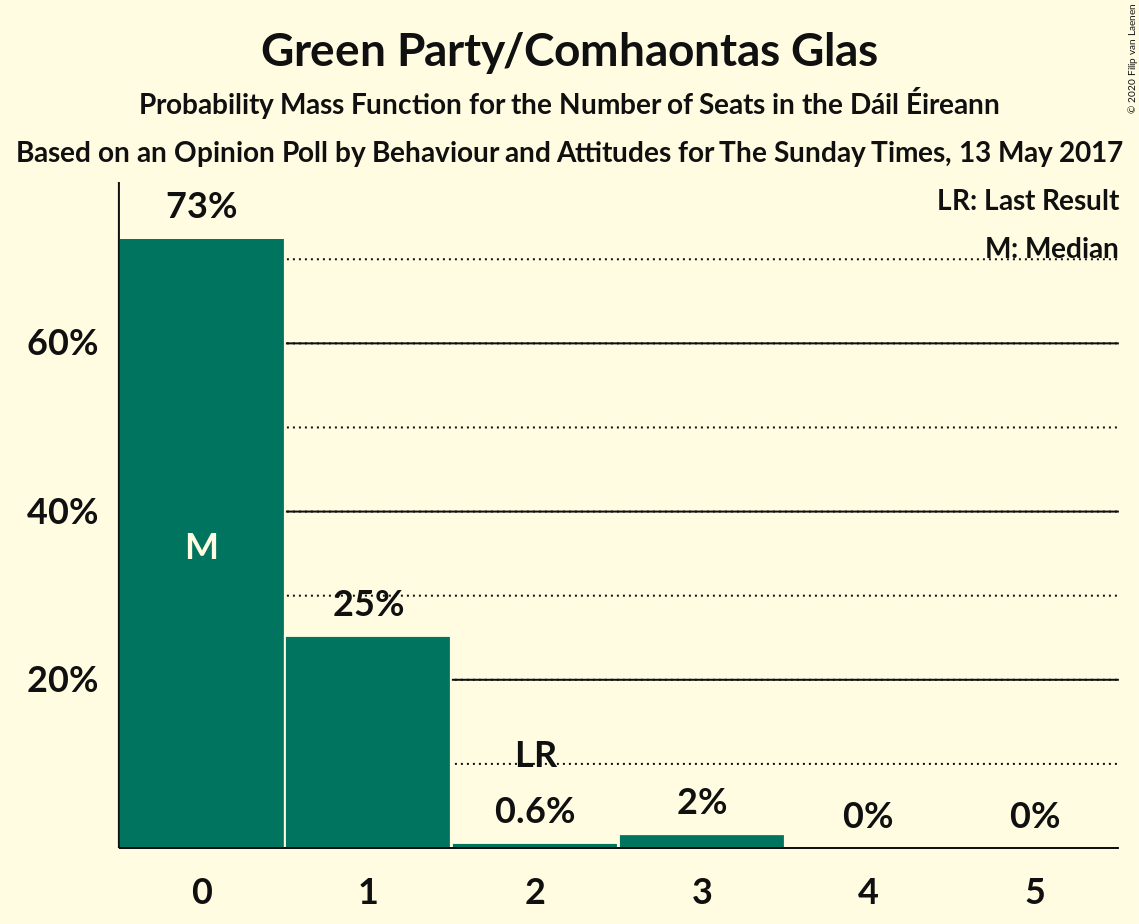 Green Party/Comhaontas Glas
Probability Mass Function for the Number of Seats in the Dáil Éireann
Based on an Opinion Poll by Behaviour and Attitudes for The Sunday Times, 13 May 2017
© 2020 Filip van Laenen
LR: Last Result
M: Median
73%
60%
40%
20%
M
25%
LR
0.6%
2%
0%
0%
0 1 2 3 4 5